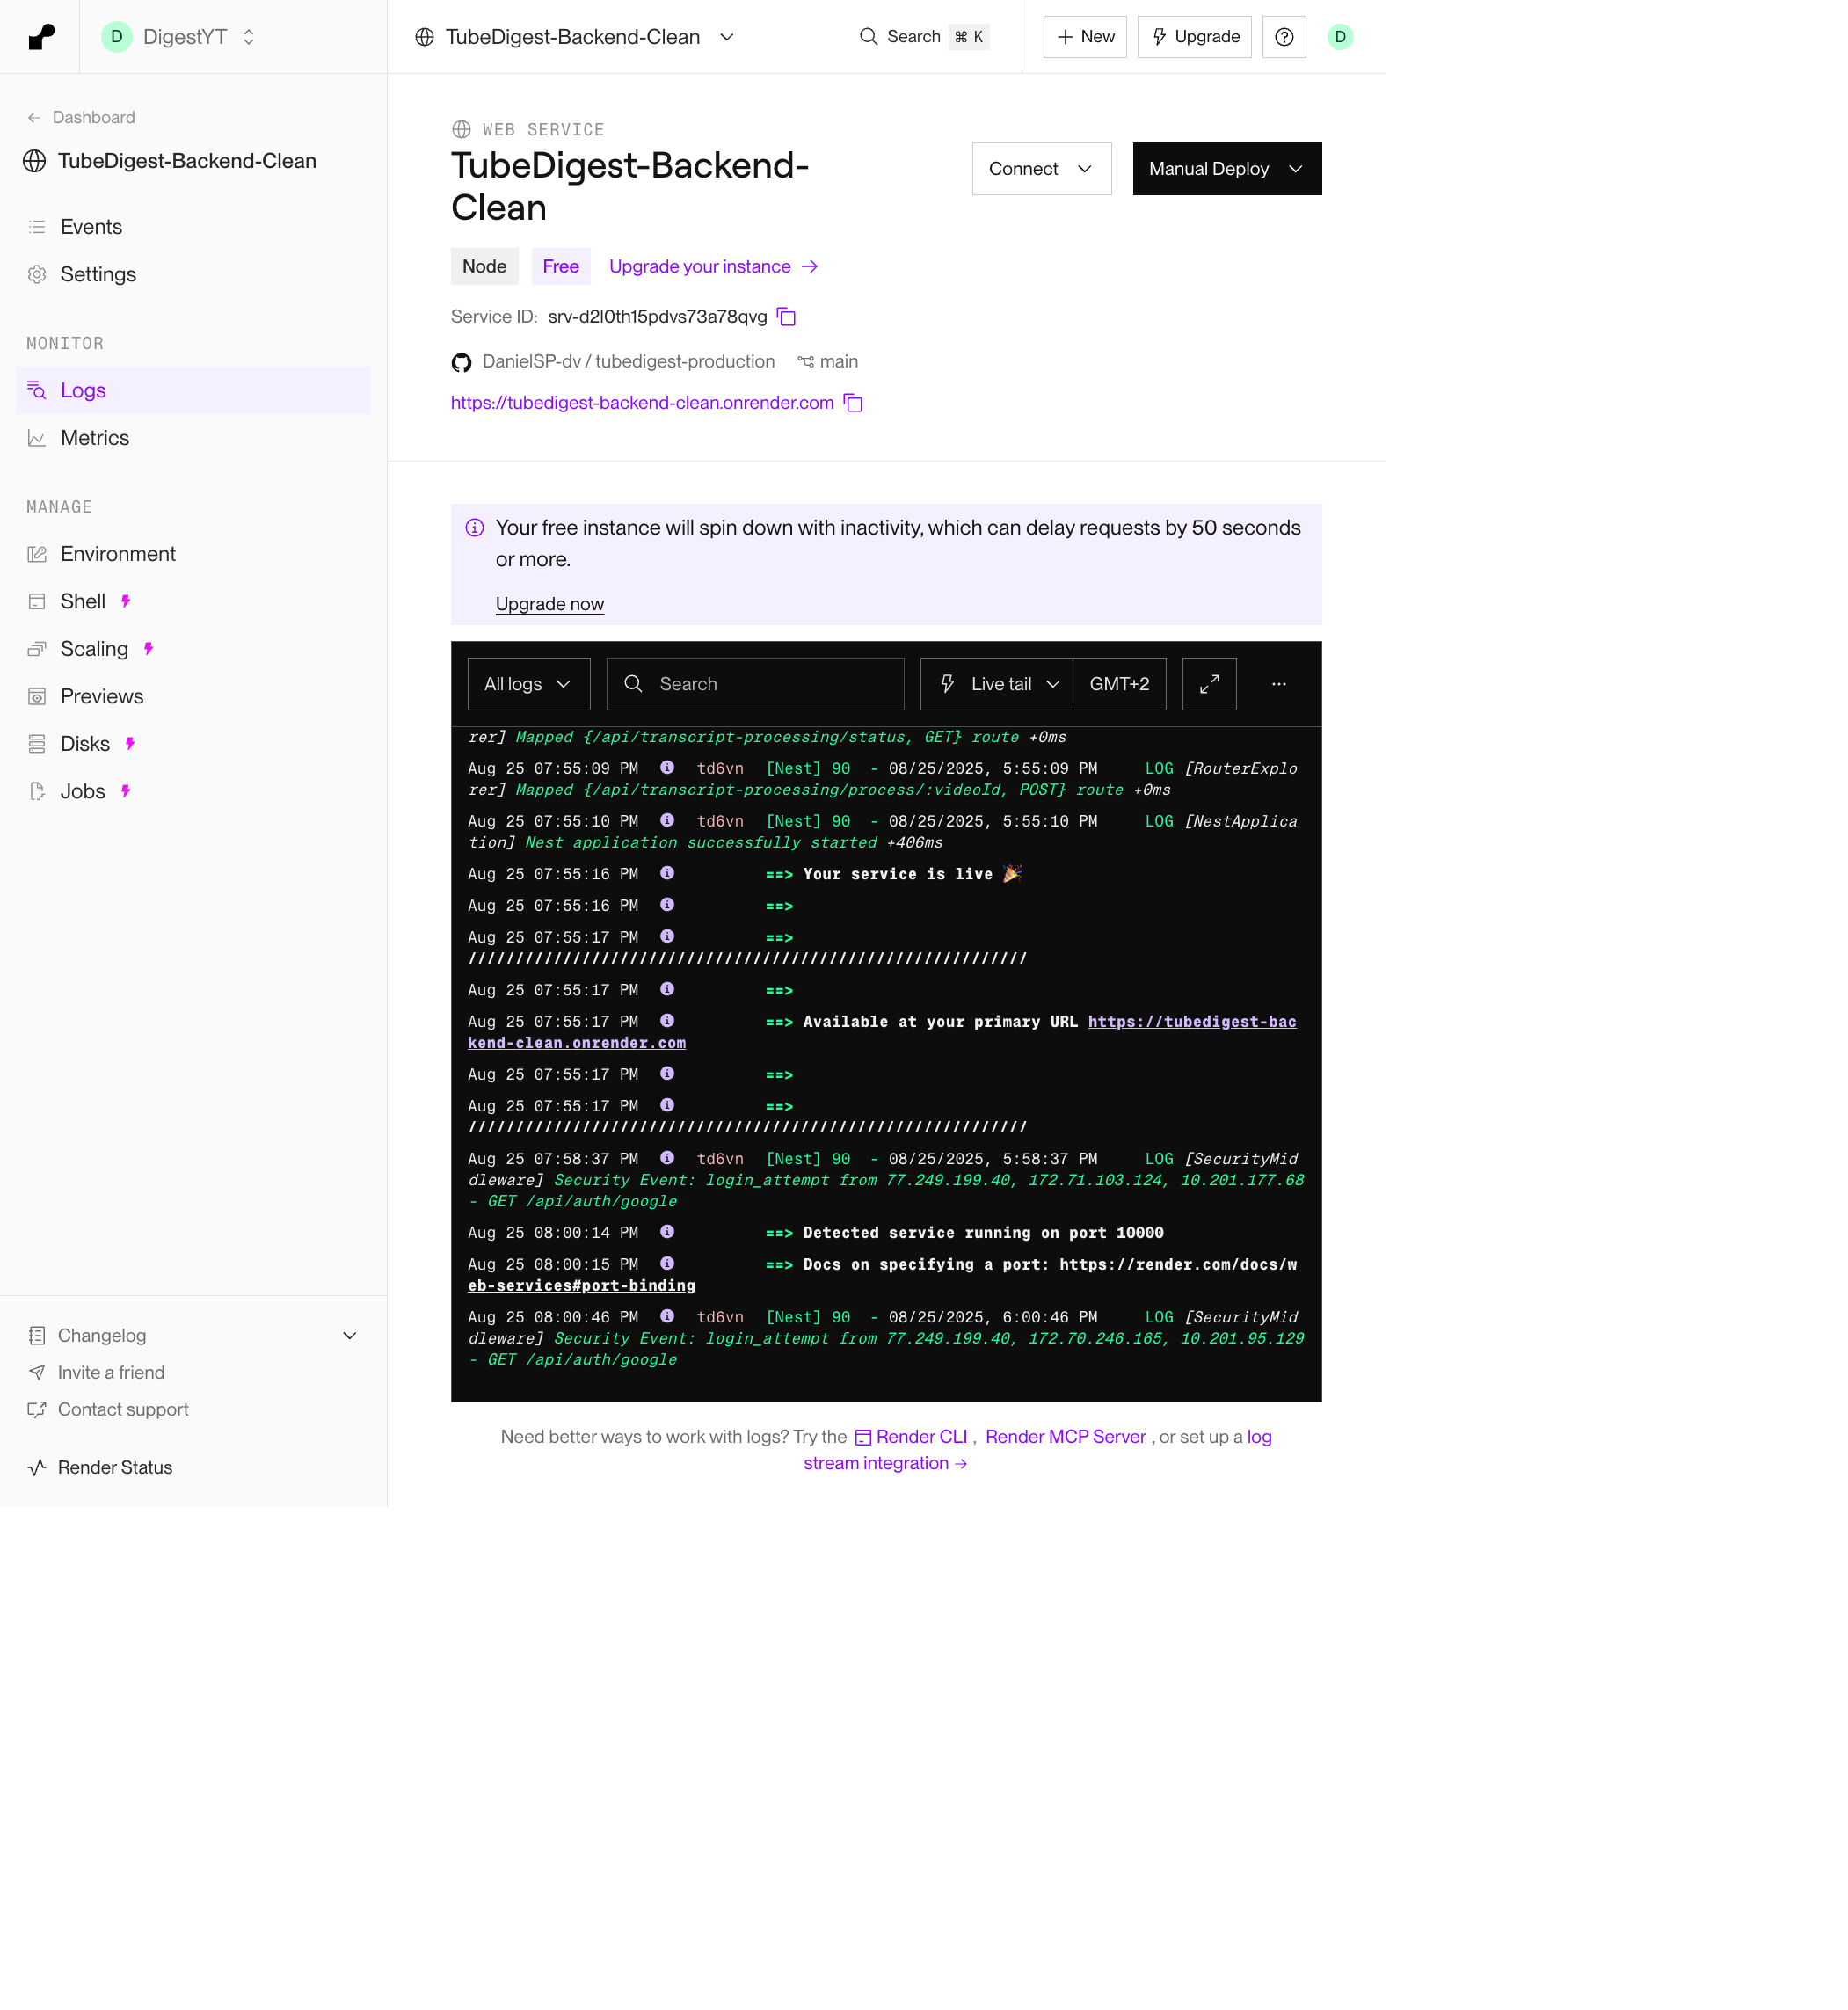 D DigestYT
TubeDigest-Backend-Clean
Search ⌘ K
+ New
Upgrade
D
← Dashboard
TubeDigest-Backend-Clean
Events
Settings
MONITOR
Logs
Metrics
MANAGE
Environment
Shell
Scaling
Previews
Disks
Jobs
Changelog
Invite a friend
Contact support
Render Status
WEB SERVICE
TubeDigest-Backend-
Clean
Connect
Manual Deploy
Node Free Upgrade your instance →
Service ID: srv-d2l0th15pdvs73a78qvg
DanielSP-dv / tubedigest-production main
https://tubedigest-backend-clean.onrender.com
Your free instance will spin down with inactivity, which can delay requests by 50 seconds
or more.
Upgrade now
All logs Search Live tail GMT+2 ...
rer] Mapped {/api/transcript-processing/status, GET} route +0ms
Aug 25 07:55:09 PM td6vn [Nest] 90 - 08/25/2025, 5:55:09 PM LOG [RouterExplo
rer] Mapped {/api/transcript-processing/process/:videoId, POST} route +0ms
Aug 25 07:55:10 PM td6vn [Nest] 90 - 08/25/2025, 5:55:10 PM LOG [NestApplica
tion] Nest application successfully started +406ms
Aug 25 07:55:16 PM ==> Your service is live 🎉
Aug 25 07:55:16 PM ==>
Aug 25 07:55:17 PM ==>
///////////////////////////////////////////////////////////
Aug 25 07:55:17 PM ==>
Aug 25 07:55:17 PM ==> Available at your primary URL https://tubedigest-bac
kend-clean.onrender.com
Aug 25 07:55:17 PM ==>
Aug 25 07:55:17 PM ==>
///////////////////////////////////////////////////////////
Aug 25 07:58:37 PM td6vn [Nest] 90 - 08/25/2025, 5:58:37 PM LOG [SecurityMid
dleware] Security Event: login_attempt from 77.249.199.40, 172.71.103.124, 10.201.177.68
- GET /api/auth/google
Aug 25 08:00:14 PM ==> Detected service running on port 10000
Aug 25 08:00:15 PM ==> Docs on specifying a port: https://render.com/docs/w
eb-services#port-binding
Aug 25 08:00:46 PM td6vn [Nest] 90 - 08/25/2025, 6:00:46 PM LOG [SecurityMid
dleware] Security Event: login_attempt from 77.249.199.40, 172.70.246.165, 10.201.95.129
- GET /api/auth/google
Need better ways to work with logs? Try the Render CLI , Render MCP Server , or set up a log
stream integration →